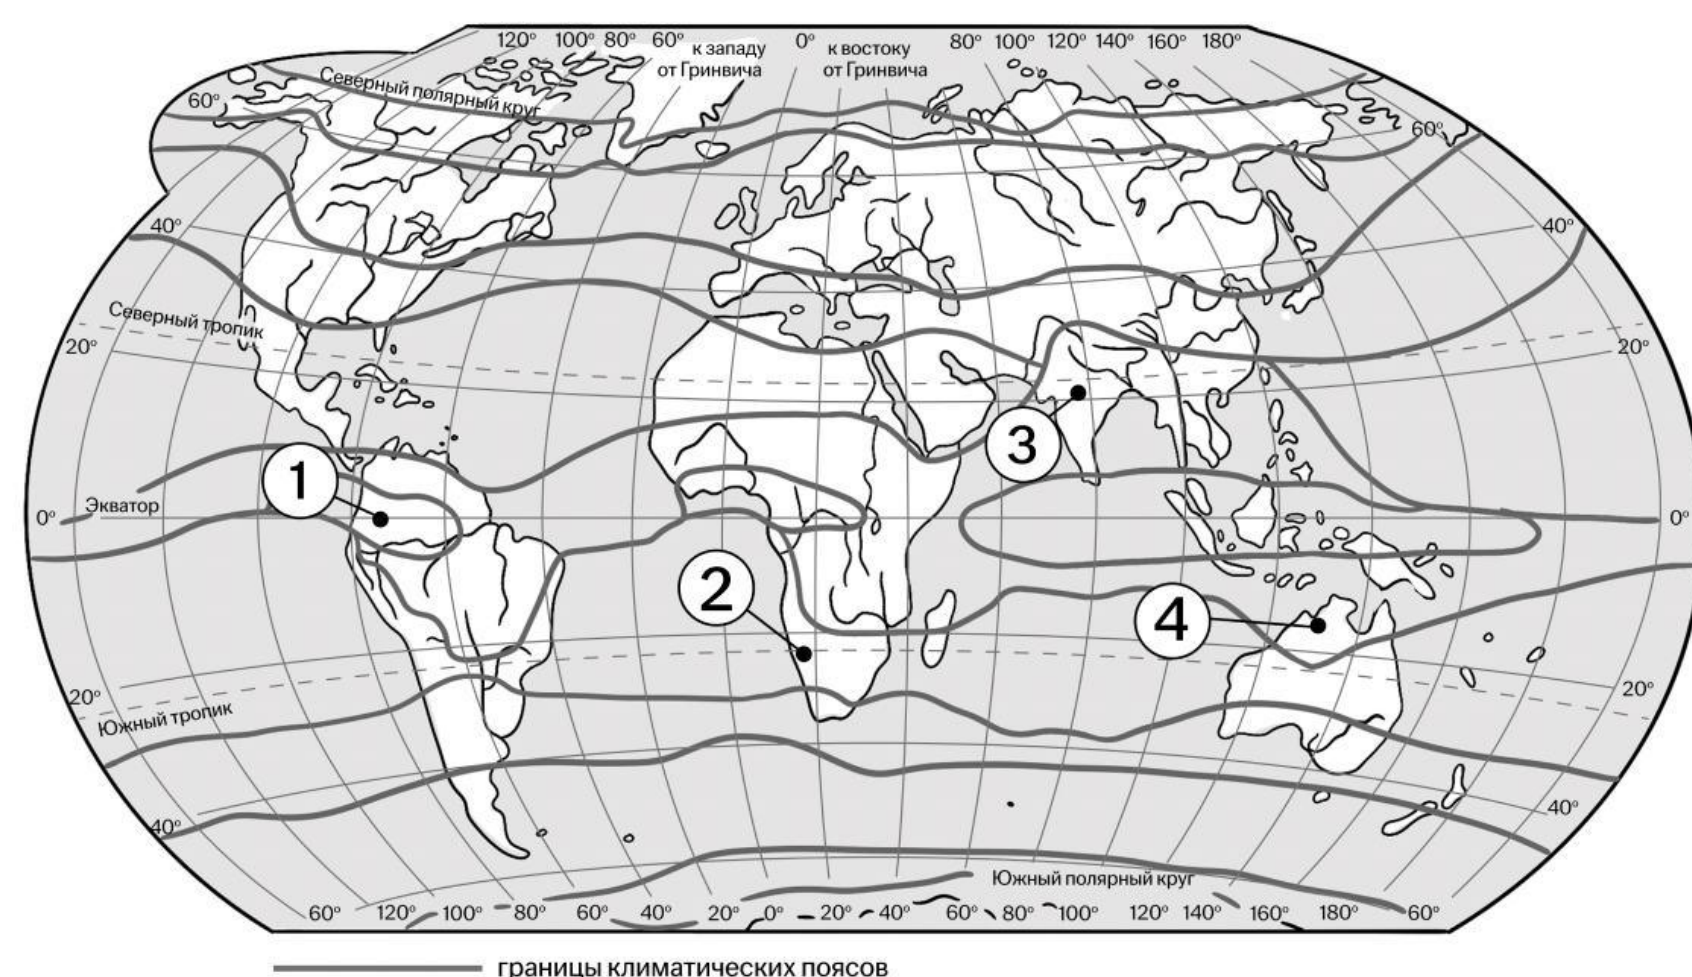 120° 100° 80° 60° к западу от Гринвича 0° к востоку от Гринвича 80° 100° 120° 140° 160° 180°
Северный полярный круг
60°
60°
40°
40°
Северный тропик
20°
20°
3
1
Экватор
0°
0°
2
4
20°
20°
Южный тропик
40°
40°
Южный полярный круг
60° 120° 100° 80° 60° 40° 20° 0° 20° 40° 60° 80° 100° 120° 140° 160° 180° 60°
границы климатических поясов